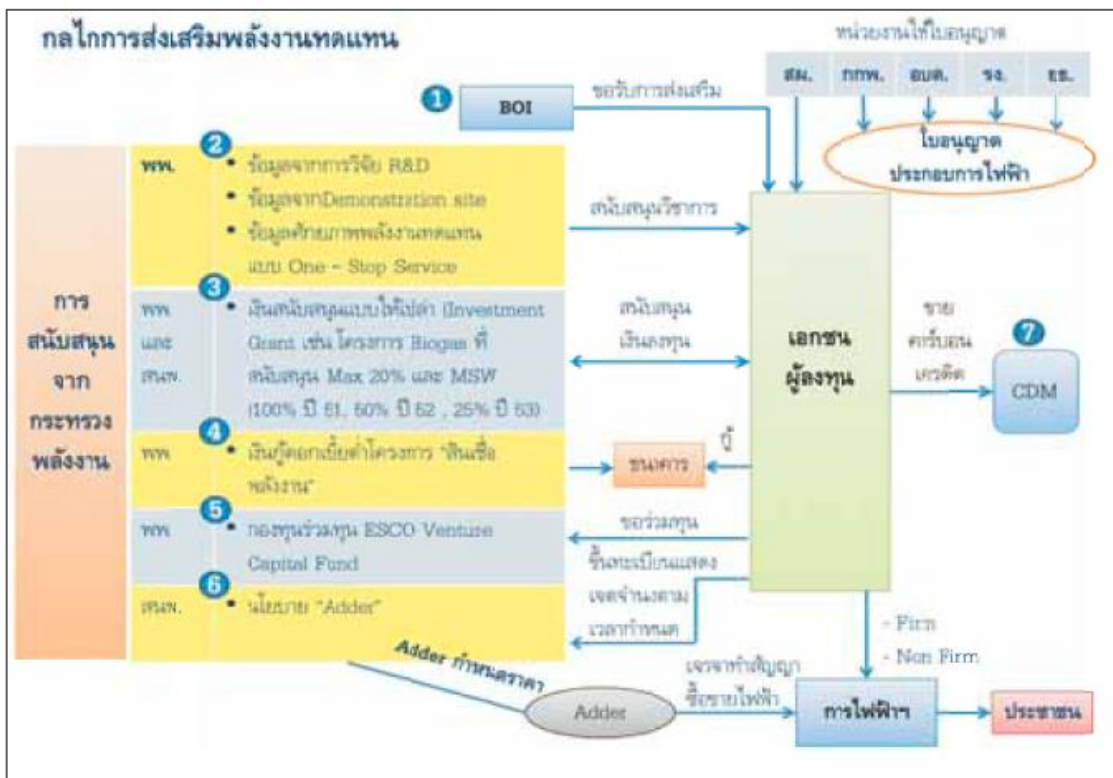 กลไกการส่งเสริมพลังงานทดแทน
หน่วยงานให้ใบอนุญาต
สผ. กกพ. อบต. รง. ยธ.
1
BOI
ขอรับการส่งเสริม
ใบอนุญาต
ประกอบการไฟฟ้า
การ
สนับสนุน
จาก
กระทรวง
พลังงาน
2
พพ.
• ข้อมูลจากการวิจัย R&D
• ข้อมูลจากDemonstration site
• ข้อมูลศักยภาพพลังงานทดแทน
แบบ One - Stop Service
สนับสนุนวิชาการ
3
พพ
และ
สนพ.
• เงินสนับสนุนแบบให้เปล่า (Investment
Grant เช่น โครงการ Biogas ที่
สนับสนุน Max 20% และ MSW
(100% ปี 51, 50% ปี 52 , 25% ปี 53)
สนับสนุน
เงินลงทุน
เอกชน
ผู้ลงทุน
ขาย
คาร์บอน
เครดิต
7
CDM
4
พพ
• เงินกู้ดอกเบี้ยต่ำโครงการ "สินเชื่อ
พลังงาน"
ธนาคาร
กู้
5
พพ
• กองทุนร่วมทุน ESCO Venture
Capital Fund
ขอร่วมทุน
6
สนพ.
• นโยบาย "Adder"
ขึ้นทะเบียนแสดง
เจตจำนงตาม
เวลากำหนด
- Firm
- Non Firm
Adder กำหนดราคา
Adder
เจรจาทำสัญญา
ซื้อขายไฟฟ้า
การไฟฟ้าฯ
ประชาชน